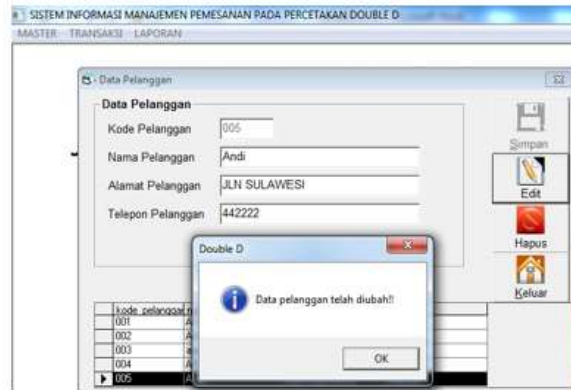 SISTEM INFORMASI MANAJEMEN PEMESANAN PADA PERCETAKAN DOUBLE D
MASTER TRANSAKSI LAPORAN
Data Pelanggan
Data Pelanggan
Kode Pelanggan 005
Nama Pelanggan Andi
Alamat Pelanggan JLN SULAWESI
Telepon Pelanggan 442222
Simpan
Edit
Hapus
Keluar
Double D
Data pelanggan telah diubah!!
OK
kode_pelanggan
001
002
003
004
005